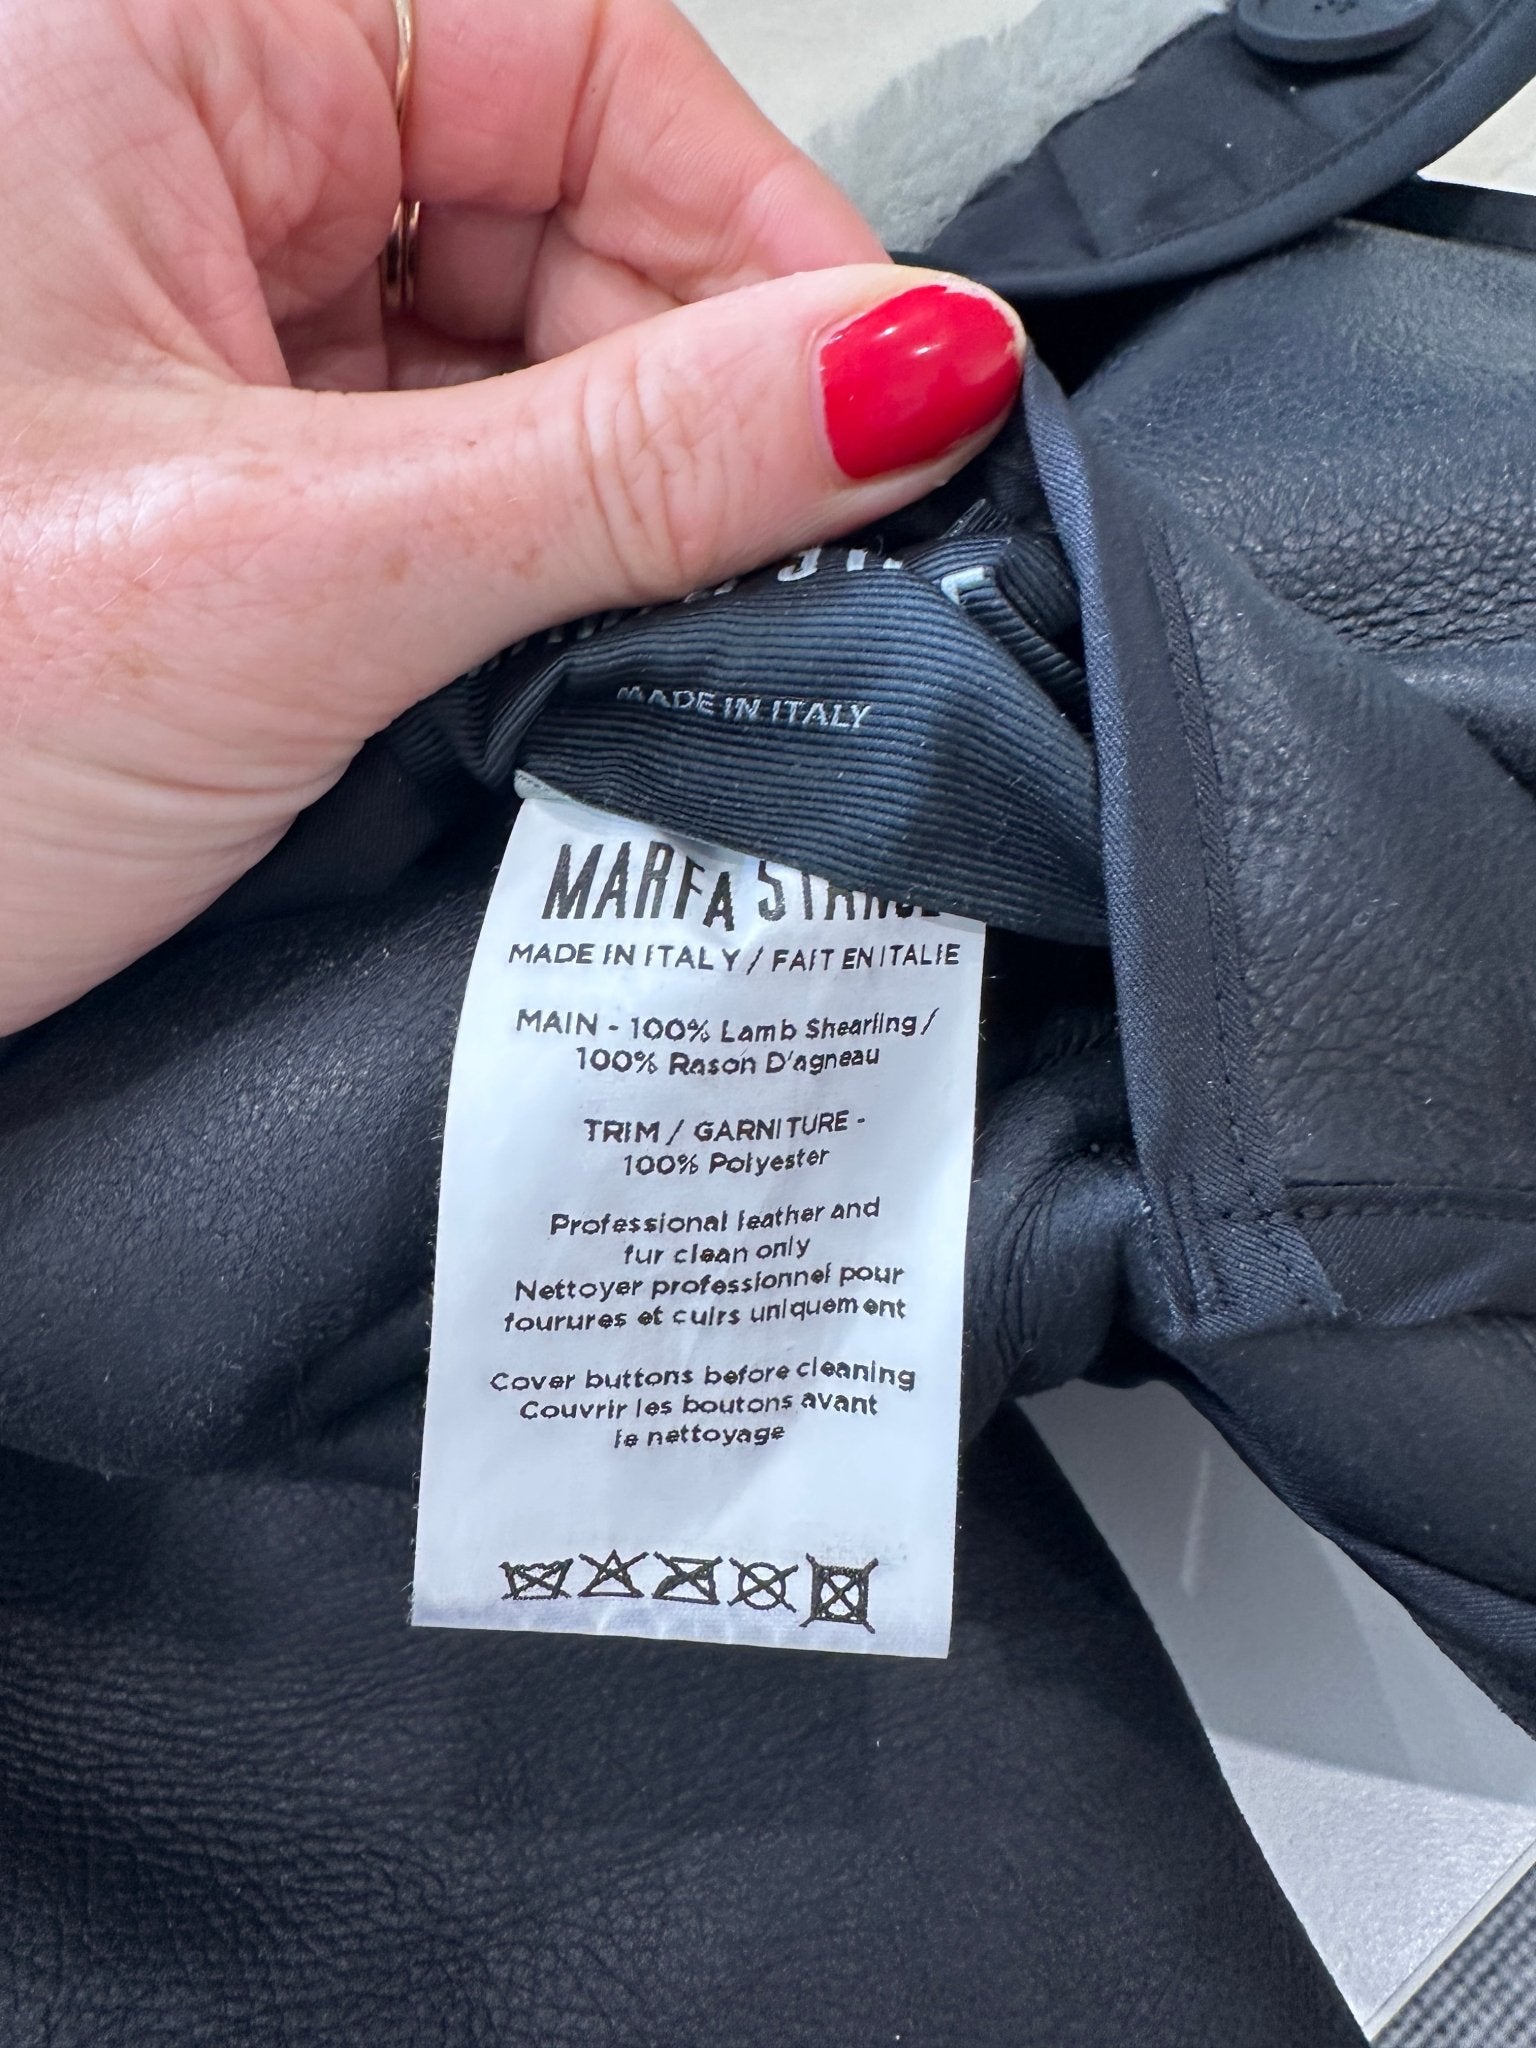 MADE IN ITALY
MARFA
MADE IN ITALY / FAIT EN ITALIE
MAIN - 100% Lamb Shearling /
100% Rason D'agneau
TRIM / GARNITURE -
100% Polyester
Professional leather and
fur clean only
Nettoyer professionnel pour
fourures et cuirs uniquement
Cover buttons before cleaning
Couvrir les boutons avant
le nettoyage